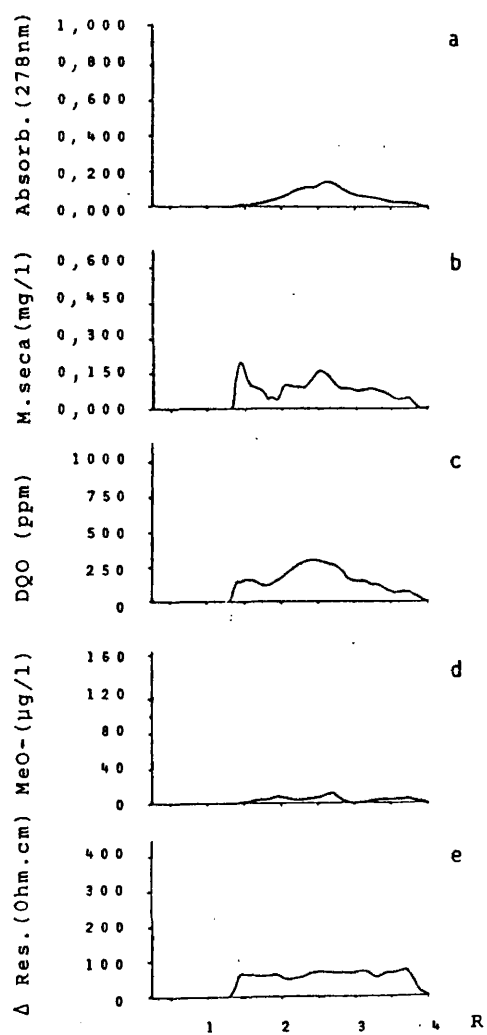 Absorb.(278nm)
1,000
0,800
0,600
0,400
0,200
0,000
a
M.seca(mg/l)
0,600
0,450
0,300
0,150
0,000
b
DQO (ppm)
1000
750
500
250
0
c
MeO-(µg/l)
160
120
80
40
0
d
Δ Res.(Ohm.cm)
400
300
200
100
0
e
1 2 3 4 R